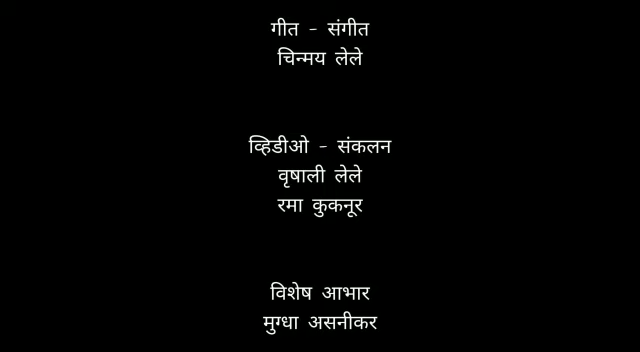 गीत - संगीत
चिन्मय लेले
व्हिडीओ - संकलन
वृषाली लेले
रमा कुकनूर
विशेष आभार
मुग्धा असनीकर